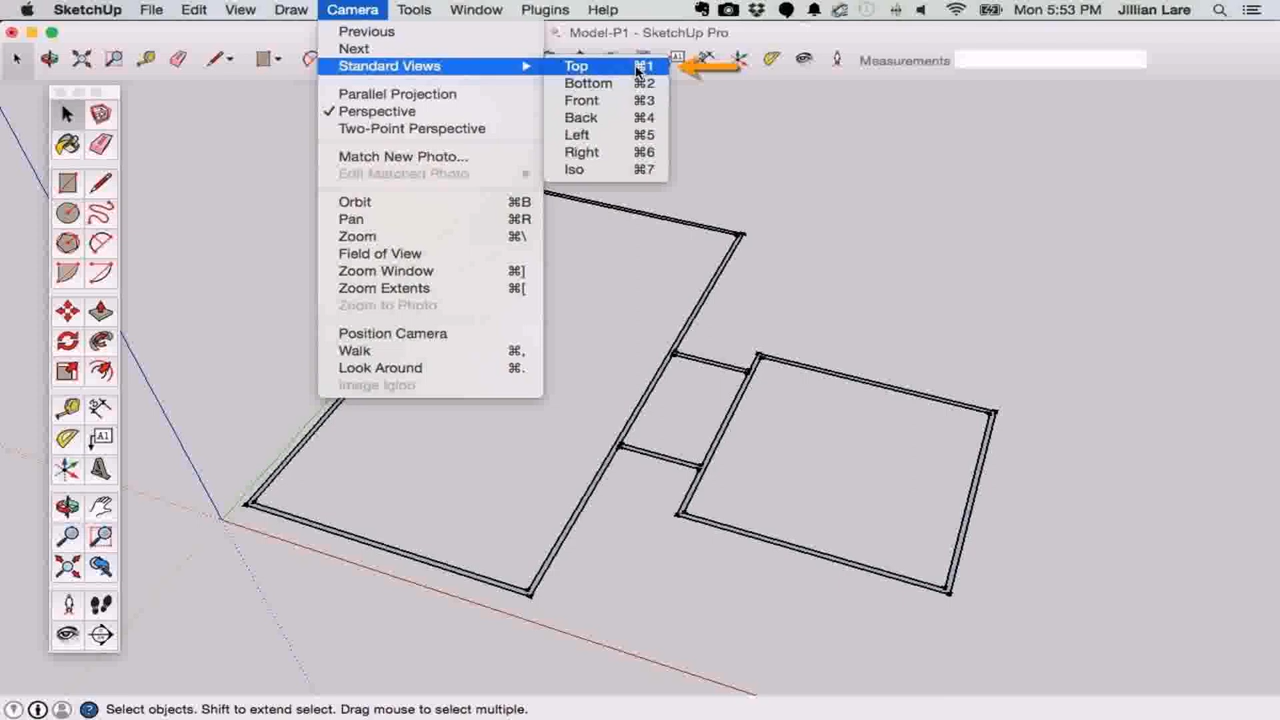 SketchUp File Edit View Draw Camera Tools Window Plugins Help Mon 5:53 PM Jillian Lare
Model-P1 - SketchUp Pro
Measurements
Previous
Next
Standard Views
Parallel Projection
✓ Perspective
Two-Point Perspective
Match New Photo...
Edit Matched Photo
Orbit ⌘B
Pan ⌘R
Zoom ⌘\
Field of View
Zoom Window ⌘]
Zoom Extents ⌘[
Zoom to Photo
Position Camera
Walk ⌘,
Look Around ⌘.
Image Igloo
Top ⌘1
Bottom ⌘2
Front ⌘3
Back ⌘4
Left ⌘5
Right ⌘6
Iso ⌘7
A1
A1
Select objects. Shift to extend select. Drag mouse to select multiple.